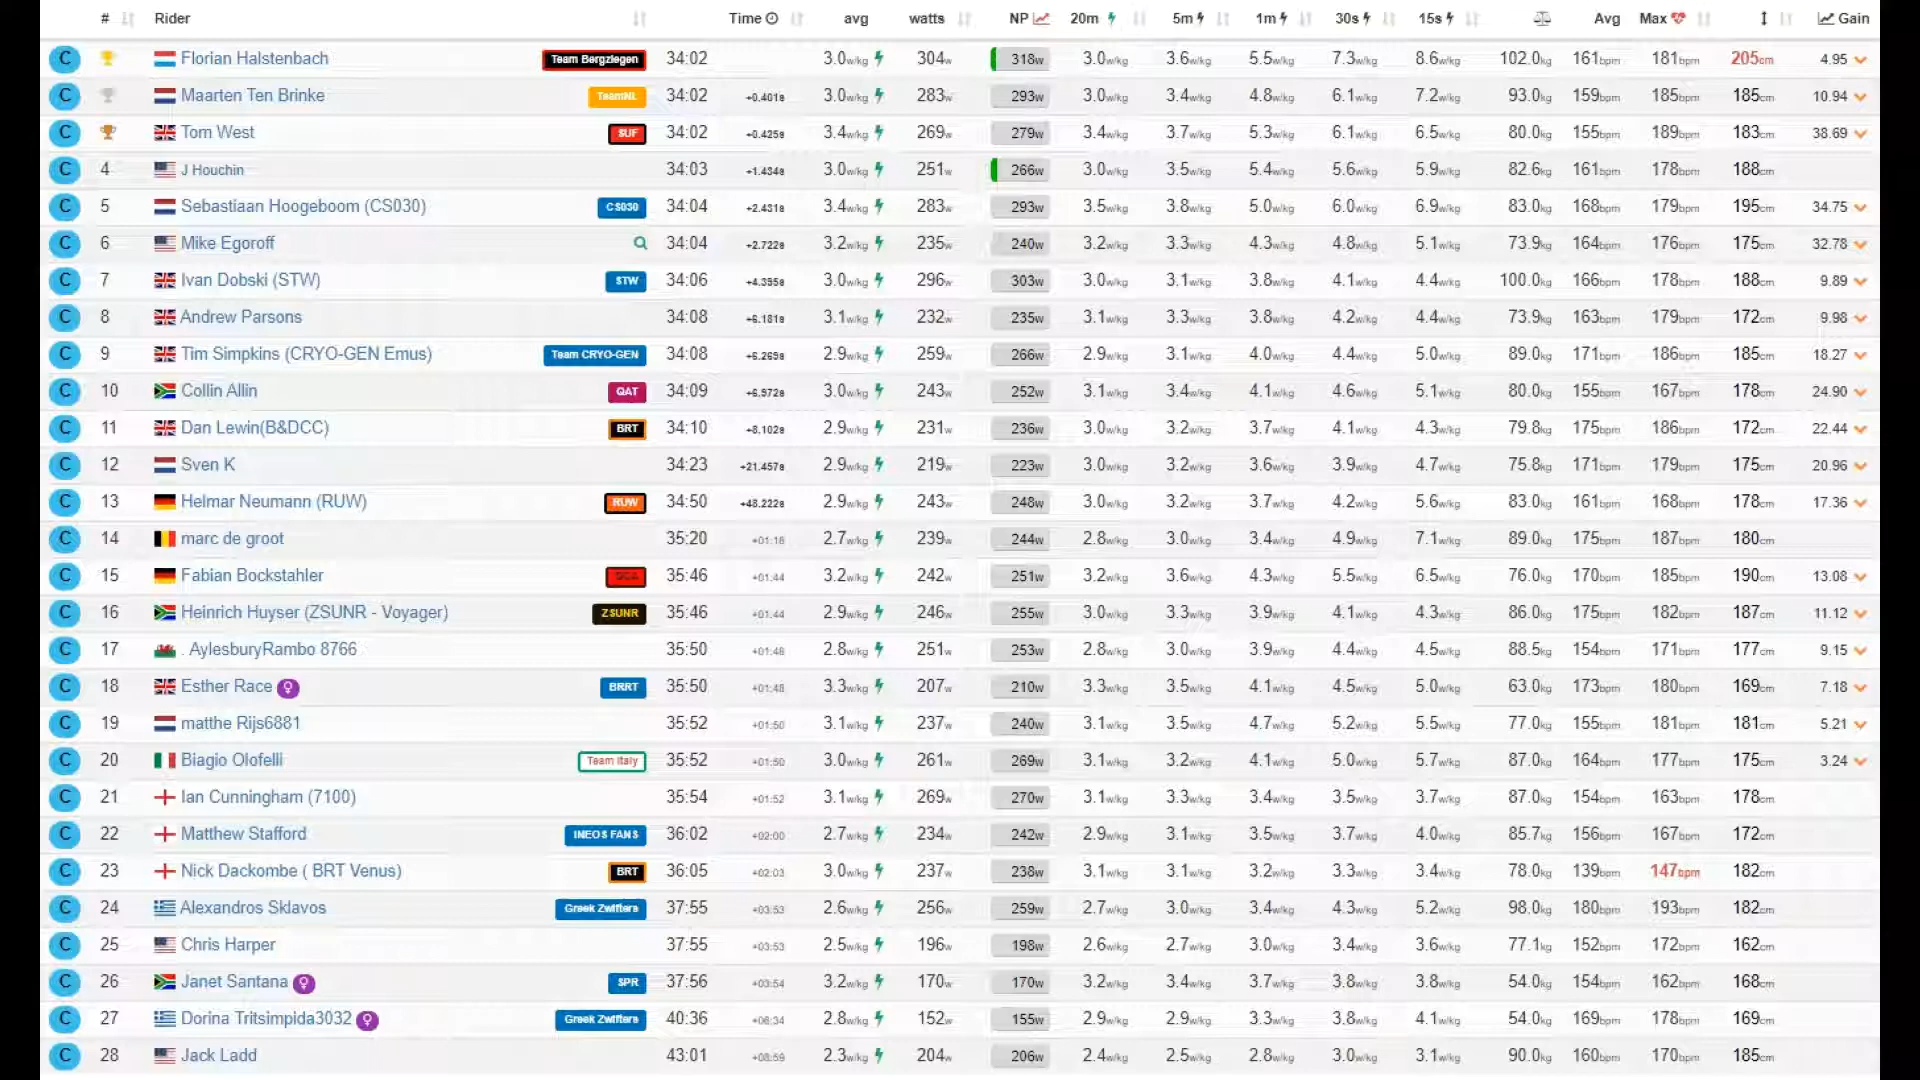 # Rider Time avg watts NP 20m 5m 1m 30s 15s Avg Max Gain
C Florian Halstenbach Team Bergziegen 34:02 3.0w/kg 304w 318w 3.0w/kg 3.6w/kg 5.5w/kg 7.3w/kg 8.6w/kg 102.0kg 161bpm 181bpm 205cm 4.95
C Maarten Ten Brinke TeamNL 34:02 +0.401s 3.0w/kg 283w 293w 3.0w/kg 3.4w/kg 4.8w/kg 6.1w/kg 7.2w/kg 93.0kg 159bpm 185bpm 185cm 10.94
C Tom West SUF 34:02 +0.425s 3.4w/kg 269w 279w 3.4w/kg 3.7w/kg 5.3w/kg 6.1w/kg 6.5w/kg 80.0kg 155bpm 189bpm 183cm 38.69
C 4 J Houchin 34:03 +1.434s 3.0w/kg 251w 266w 3.0w/kg 3.5w/kg 5.4w/kg 5.6w/kg 5.9w/kg 82.6kg 161bpm 178bpm 188cm
C 5 Sebastiaan Hoogeboom (CS030) CS030 34:04 +2.431s 3.4w/kg 283w 293w 3.5w/kg 3.8w/kg 5.0w/kg 6.0w/kg 6.9w/kg 83.0kg 168bpm 179bpm 195cm 34.75
C 6 Mike Egoroff 34:04 +2.722s 3.2w/kg 235w 240w 3.2w/kg 3.3w/kg 4.3w/kg 4.8w/kg 5.1w/kg 73.9kg 164bpm 176bpm 175cm 32.78
C 7 Ivan Dobski (STW) STW 34:06 +4.355s 3.0w/kg 296w 303w 3.0w/kg 3.1w/kg 3.8w/kg 4.1w/kg 4.4w/kg 100.0kg 166bpm 178bpm 188cm 9.89
C 8 Andrew Parsons 34:08 +6.181s 3.1w/kg 232w 235w 3.1w/kg 3.3w/kg 3.8w/kg 4.2w/kg 4.4w/kg 73.9kg 163bpm 179bpm 172cm 9.98
C 9 Tim Simpkins (CRYO-GEN Emus) Team CRYO-GEN 34:08 +6.265s 2.9w/kg 259w 266w 2.9w/kg 3.1w/kg 4.0w/kg 4.4w/kg 5.0w/kg 89.0kg 171bpm 186bpm 185cm 18.27
C 10 Collin Allin QAT 34:09 +6.972s 3.0w/kg 243w 252w 3.1w/kg 3.4w/kg 4.1w/kg 4.6w/kg 5.1w/kg 80.0kg 155bpm 167bpm 178cm 24.90
C 11 Dan Lewin(B&DCC) BRT 34:10 +8.102s 2.9w/kg 231w 236w 3.0w/kg 3.2w/kg 3.7w/kg 4.1w/kg 4.3w/kg 79.8kg 175bpm 186bpm 172cm 22.44
C 12 Sven K 34:23 +21.457s 2.9w/kg 219w 223w 3.0w/kg 3.2w/kg 3.6w/kg 3.9w/kg 4.7w/kg 75.8kg 171bpm 179bpm 175cm 20.96
C 13 Helmar Neumann (RUW) RUW 34:50 +48.222s 2.9w/kg 243w 248w 3.0w/kg 3.2w/kg 3.7w/kg 4.2w/kg 5.6w/kg 83.0kg 161bpm 168bpm 178cm 17.36
C 14 marc de groot 35:20 +01:18 2.7w/kg 239w 244w 2.8w/kg 3.0w/kg 3.4w/kg 4.9w/kg 7.1w/kg 89.0kg 175bpm 187bpm 180cm
C 15 Fabian Bockstahler 35:46 +01:44 3.2w/kg 242w 251w 3.2w/kg 3.6w/kg 4.3w/kg 5.5w/kg 6.5w/kg 76.0kg 170bpm 185bpm 190cm 13.08
C 16 Heinrich Huyser (ZSUNR - Voyager) ZSUNR 35:46 +01:44 2.9w/kg 246w 255w 3.0w/kg 3.3w/kg 3.9w/kg 4.1w/kg 4.3w/kg 86.0kg 175bpm 182bpm 187cm 11.12
C 17 . AylesburyRambo 8766 35:50 +01:48 2.8w/kg 251w 253w 2.8w/kg 3.0w/kg 3.9w/kg 4.4w/kg 4.5w/kg 88.5kg 154bpm 171bpm 177cm 9.15
C 18 Esther Race BRRT 35:50 +01:48 3.3w/kg 207w 210w 3.3w/kg 3.5w/kg 4.1w/kg 4.5w/kg 5.0w/kg 63.0kg 173bpm 180bpm 169cm 7.18
C 19 matthe Rijs6881 35:52 +01:50 3.1w/kg 237w 240w 3.1w/kg 3.5w/kg 4.7w/kg 5.2w/kg 5.5w/kg 77.0kg 155bpm 181bpm 181cm 5.21
C 20 Biagio Olofelli Team Italy 35:52 +01:50 3.0w/kg 261w 269w 3.1w/kg 3.2w/kg 4.1w/kg 5.0w/kg 5.7w/kg 87.0kg 164bpm 177bpm 175cm 3.24
C 21 Ian Cunningham (7100) 35:54 +01:52 3.1w/kg 269w 270w 3.1w/kg 3.3w/kg 3.4w/kg 3.5w/kg 3.7w/kg 87.0kg 154bpm 163bpm 178cm
C 22 Matthew Stafford INEOS FANS 36:02 +02:00 2.7w/kg 234w 242w 2.9w/kg 3.1w/kg 3.5w/kg 3.7w/kg 4.0w/kg 85.7kg 156bpm 167bpm 172cm
C 23 Nick Dackombe ( BRT Venus) BRT 36:05 +02:03 3.0w/kg 237w 238w 3.1w/kg 3.1w/kg 3.2w/kg 3.3w/kg 3.4w/kg 78.0kg 139bpm 147bpm 182cm
C 24 Alexandros Sklavos Greek Zwifters 37:55 +03:53 2.6w/kg 256w 259w 2.7w/kg 3.0w/kg 3.4w/kg 4.3w/kg 5.2w/kg 98.0kg 180bpm 193bpm 182cm
C 25 Chris Harper 37:55 +03:53 2.5w/kg 196w 198w 2.6w/kg 2.7w/kg 3.0w/kg 3.4w/kg 3.6w/kg 77.1kg 152bpm 172bpm 162cm
C 26 Janet Santana SPR 37:56 +03:54 3.2w/kg 170w 170w 3.2w/kg 3.4w/kg 3.7w/kg 3.8w/kg 3.8w/kg 54.0kg 154bpm 162bpm 168cm
C 27 Dorina Tritsimpida3032 Greek Zwifters 40:36 +06:34 2.8w/kg 152w 155w 2.9w/kg 2.9w/kg 3.3w/kg 3.8w/kg 4.1w/kg 54.0kg 169bpm 178bpm 169cm
C 28 Jack Ladd 43:01 +08:59 2.3w/kg 204w 206w 2.4w/kg 2.5w/kg 2.8w/kg 3.0w/kg 3.1w/kg 90.0kg 160bpm 170bpm 185cm